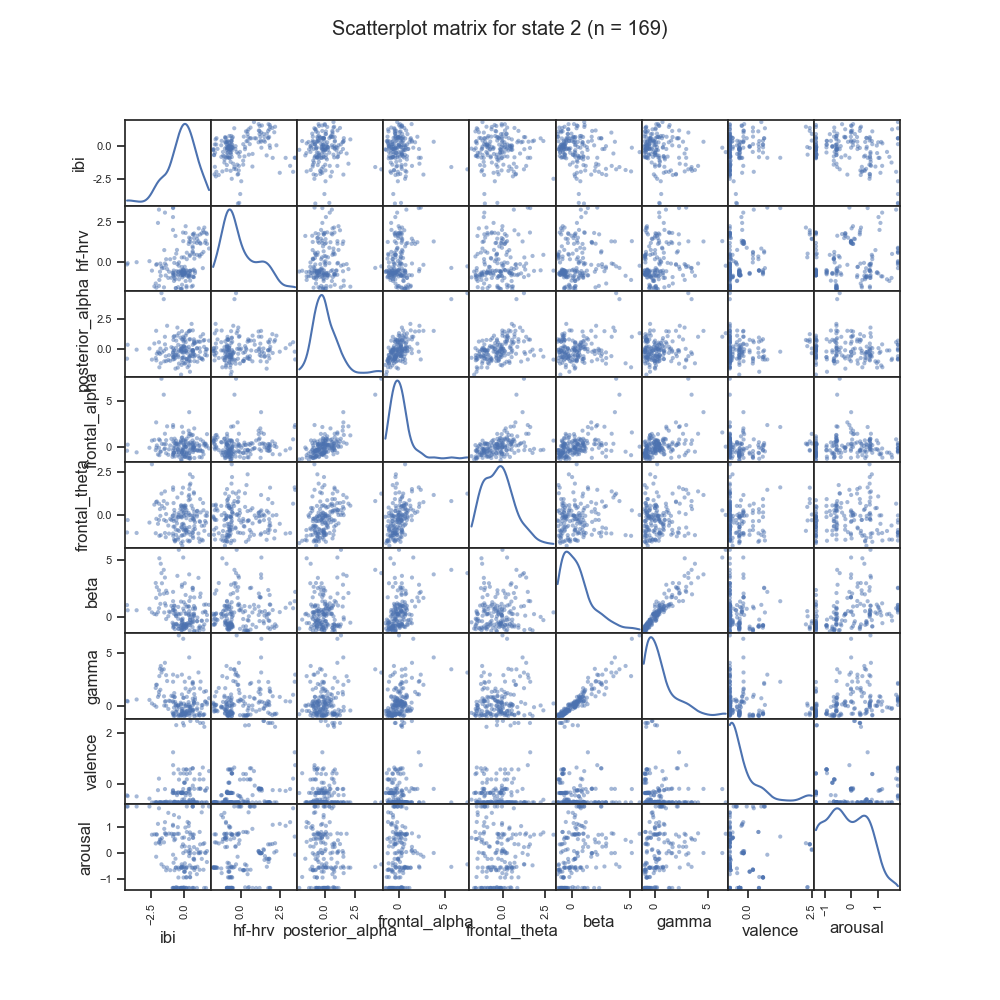 Scatterplot matrix for state 2 (n = 169)
ibi
0.0
-2.5
hf-hrv
2.5
0.0
posterior_alpha
2.5
0.0
frontal_alpha
5
0
frontal_theta
2.5
0.0
beta
5
0
gamma
5
0
valence
2
0
arousal
1
0
−1
−2.5 0.0 0.0 2.5 0.0 2.5 0 5 0.0 2.5 0 5 0 5 0.0 2.5 −1 0 1
ibi hf-hrv posterior_alpha frontal_alpha frontal_theta beta gamma valence arousal